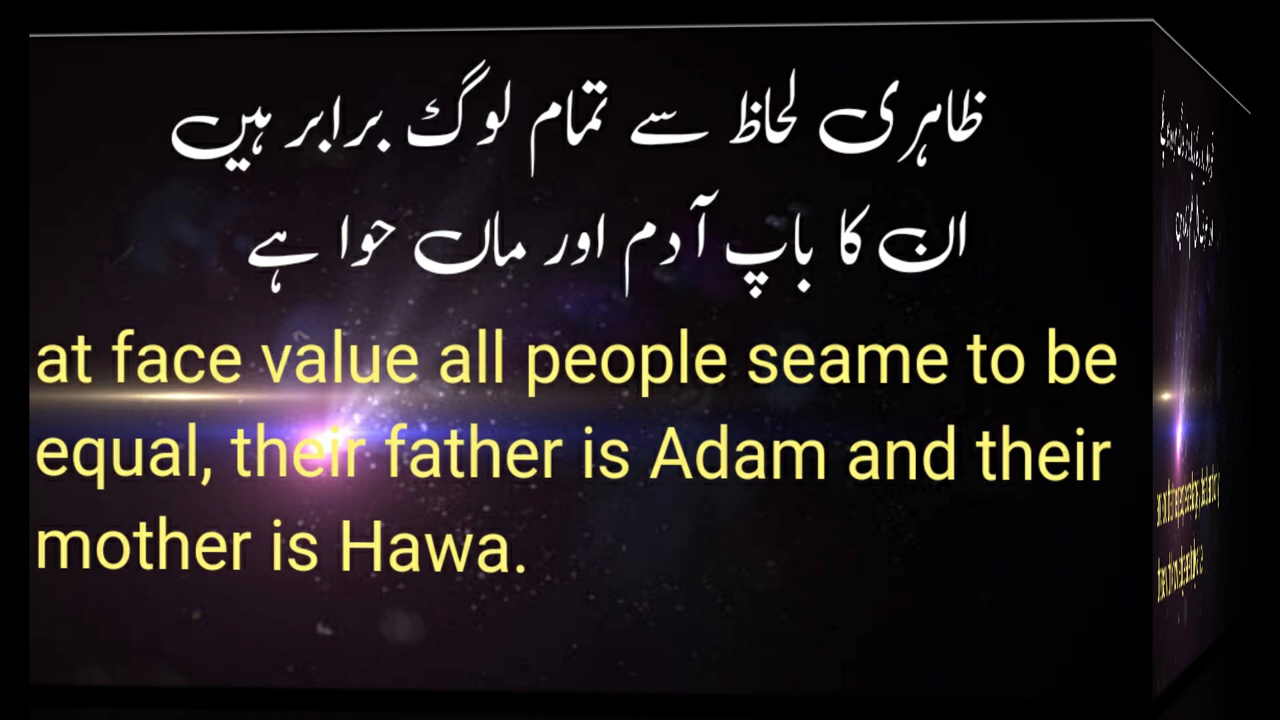 ظاہری لحاظ سے تمام لوگ برابر ہیں
ان کا باپ آدم اور ماں حوا ہے
at face value all people seame to be
equal, their father is Adam and their
mother is Hawa.